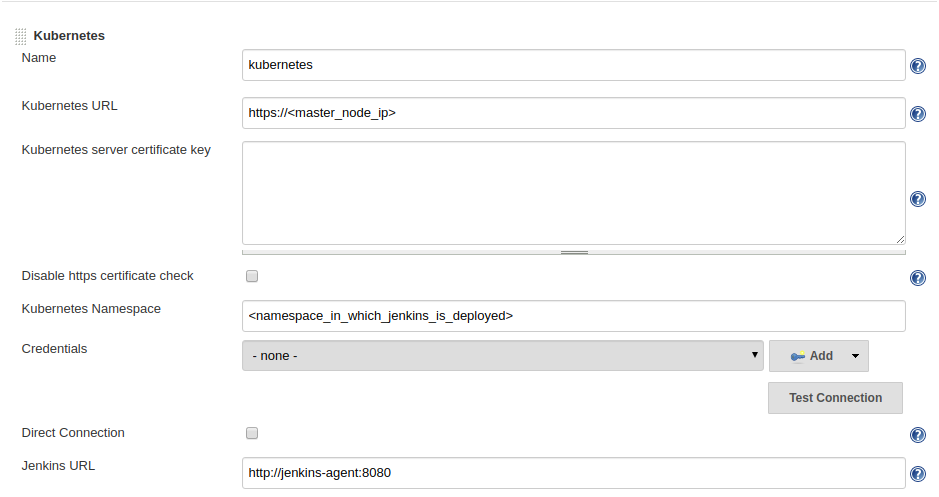 Kubernetes
Name
kubernetes
?
Kubernetes URL
https://<master_node_ip>
?
Kubernetes server certificate key
?
Disable https certificate check
?
Kubernetes Namespace
<namespace_in_which_jenkins_is_deployed>
Credentials
- none -
Add
Test Connection
Direct Connection
?
Jenkins URL
http://jenkins-agent:8080
?